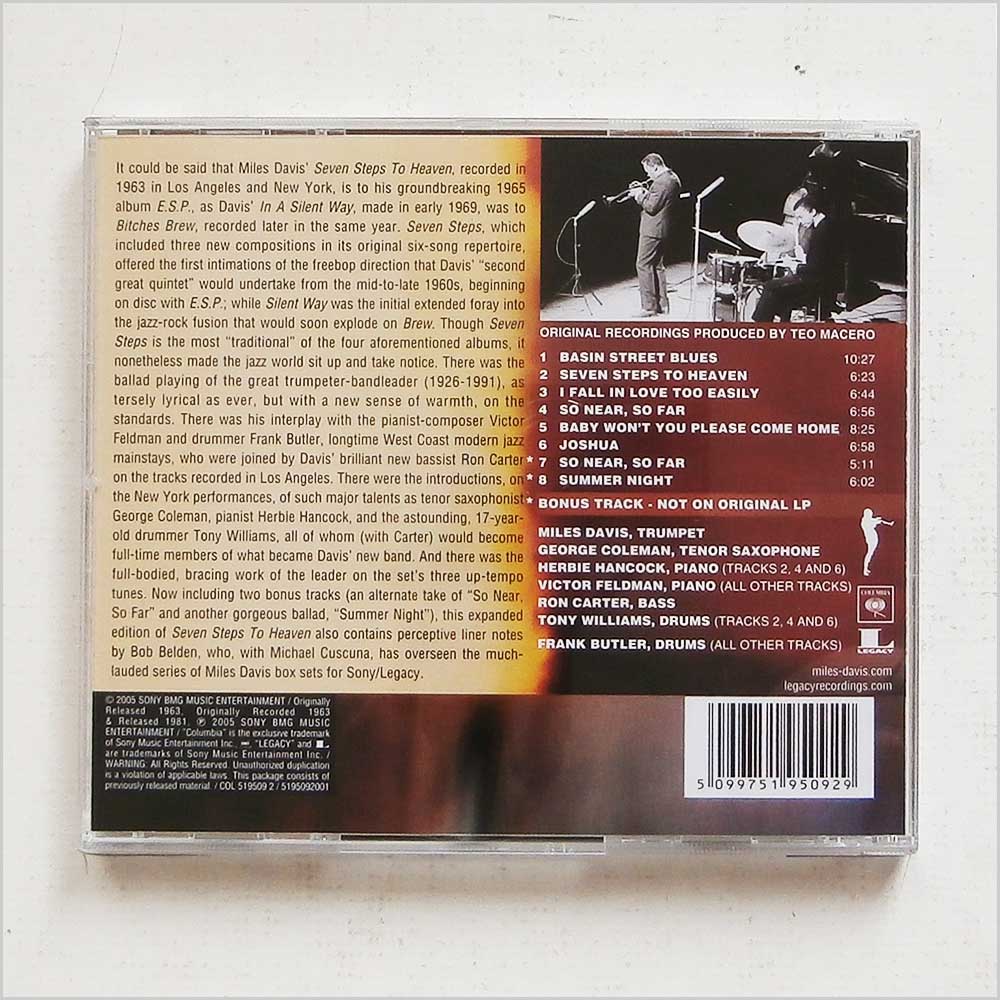 It could be said that Miles Davis' Seven Steps To Heaven, recorded in
1963 in Los Angeles and New York, is to his groundbreaking 1965
album E.S.P., as Davis' In A Silent Way, made in early 1969, was to
Bitches Brew, recorded later in the same year. Seven Steps, which
included three new compositions in its original six-song repertoire,
offered the first intimations of the freebop direction that Davis' "second
great quintet" would undertake from the mid-to-late 1960s, beginning
on disc with E.S.P.; while Silent Way was the initial extended foray into
the jazz-rock fusion that would soon explode on Brew. Though Seven
Steps is the most "traditional" of the four aforementioned albums, it
nonetheless made the jazz world sit up and take notice. There was the
ballad playing of the great trumpeter-bandleader (1926-1991), as
tersely lyrical as ever, but with a new sense of warmth, on the
standards. There was his interplay with the pianist-composer Victor
Feldman and drummer Frank Butler, longtime West Coast modern jazz
mainstays, who were joined by Davis' brilliant new bassist Ron Carter
on the tracks recorded in Los Angeles. There were the introductions, on
the New York performances, of such major talents as tenor saxophonist
George Coleman, pianist Herbie Hancock, and the astounding, 17-year-
old drummer Tony Williams, all of whom (with Carter) would become
full-time members of what became Davis' new band. And there was the
full-bodied, bracing work of the leader on the set's three up-tempo
tunes. Now including two bonus tracks (an alternate take of "So Near,
So Far" and another gorgeous ballad, "Summer Night"), this expanded
edition of Seven Steps To Heaven also contains perceptive liner notes
by Bob Belden, who, with Michael Cuscuna, has overseen the much-
lauded series of Miles Davis box sets for Sony/Legacy.
ORIGINAL RECORDINGS PRODUCED BY TEO MACERO
1 BASIN STREET BLUES 10:27
2 SEVEN STEPS TO HEAVEN 6:23
3 I FALL IN LOVE TOO EASILY 6:44
4 SO NEAR, SO FAR 6:56
5 BABY WON'T YOU PLEASE COME HOME 8:25
6 JOSHUA 6:58
* 7 SO NEAR, SO FAR 5:11
* 8 SUMMER NIGHT 6:02
* BONUS TRACK - NOT ON ORIGINAL LP
MILES DAVIS, TRUMPET
GEORGE COLEMAN, TENOR SAXOPHONE
HERBIE HANCOCK, PIANO (TRACKS 2, 4 AND 6)
VICTOR FELDMAN, PIANO (ALL OTHER TRACKS)
RON CARTER, BASS
TONY WILLIAMS, DRUMS (TRACKS 2, 4 AND 6)
FRANK BUTLER, DRUMS (ALL OTHER TRACKS)
COLUMBIA
LEGACY
miles-davis.com
legacyrecordings.com
© 2005 SONY BMG MUSIC ENTERTAINMENT / Originally
Released 1963. Originally Recorded 1963
& Released 1981. ℗ 2005 SONY BMG MUSIC
ENTERTAINMENT / "Columbia" is the exclusive trademark
of Sony Music Entertainment Inc., "LEGACY" and L
are trademarks of Sony Music Entertainment Inc. /
WARNING: All Rights Reserved. Unauthorized duplication
is a violation of applicable laws. This package consists of
previously released material. / COL 519509 2 / 5195092001
5 099751 950929